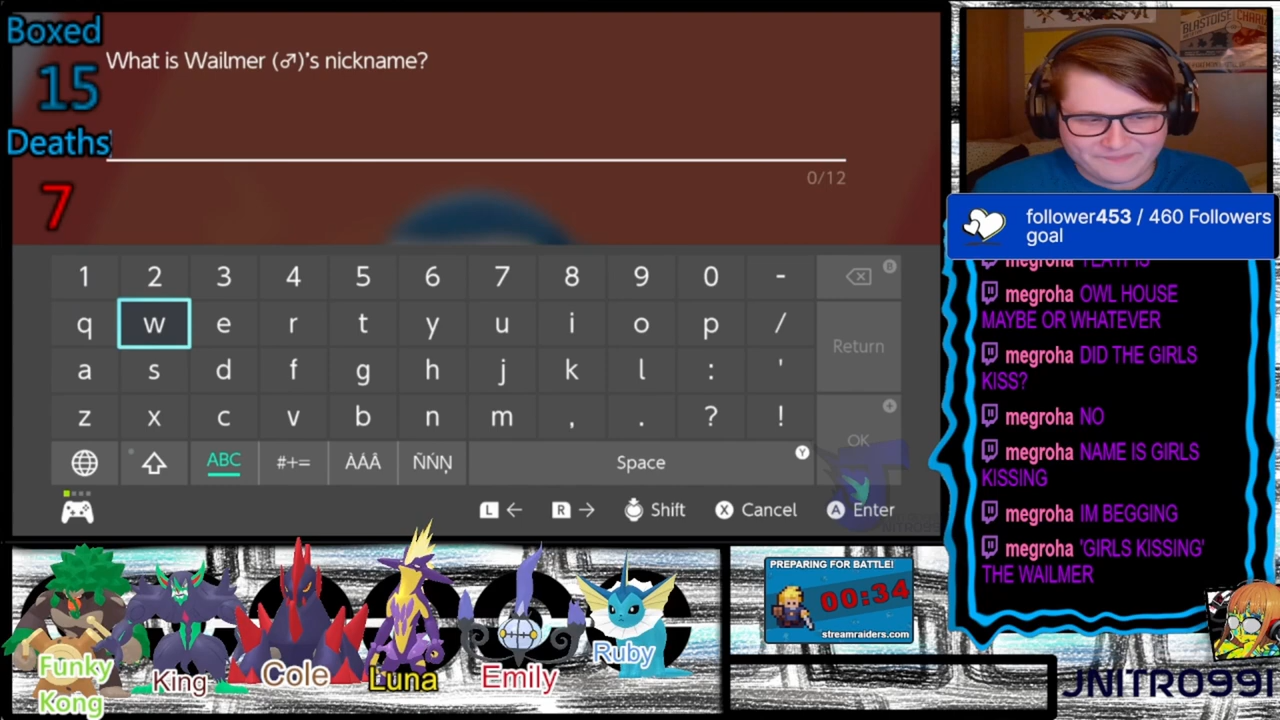 Boxed
15
Deaths
7
What is Wailmer (♂)'s nickname?
0/12
1 2 3 4 5 6 7 8 9 0 -
q w e r t y u i o p /
Return
a s d f g h j k l : '
z x c v b n m , . ? !
OK
ABC #+= ÀÁÂ ÑŃŅ Space
L ← R → Shift X Cancel A Enter
BLASTOISE
follower453 / 460 Followers
goal
megroha
megroha OWL HOUSE
MAYBE OR WHATEVER
megroha DID THE GIRLS
KISS?
megroha NO
megroha NAME IS GIRLS
KISSING
megroha IM BEGGING
megroha 'GIRLS KISSING'
THE WAILMER
Funky
Kong
King
Cole
Luna
Emily
Ruby
PREPARING FOR BATTLE!
00:34
streamraiders.com
JNITRO991